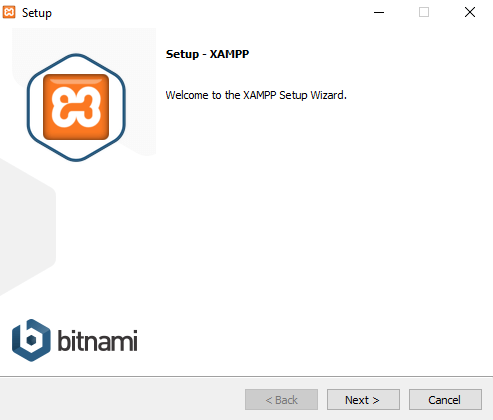 Setup
Setup - XAMPP
Welcome to the XAMPP Setup Wizard.
bitnami
< Back
Next >
Cancel